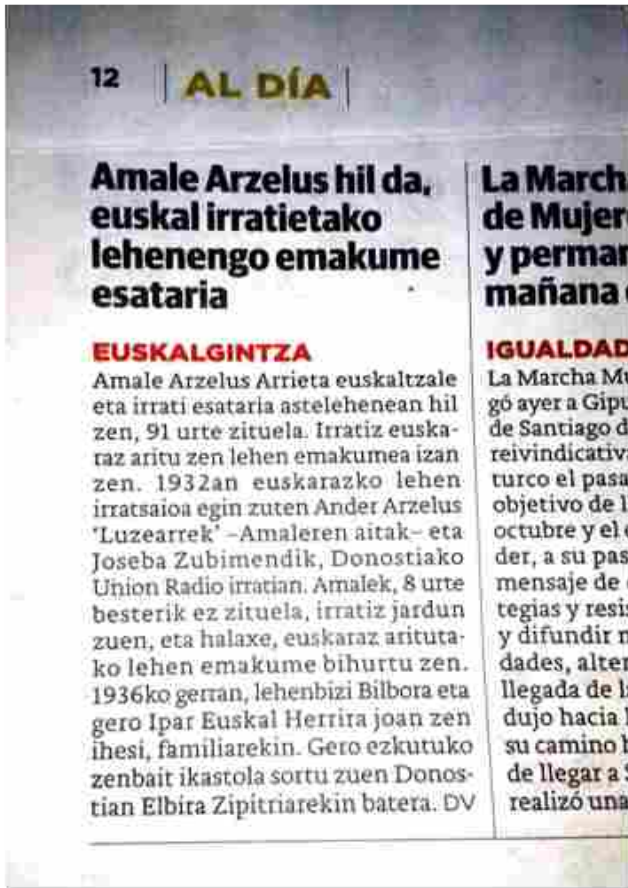 12
AL DÍA
Amale Arzelus hil da,
euskal irratietako
lehenengo emakume
esataria
EUSKALGINTZA
Amale Arzelus Arrieta euskaltzale
eta irrati esataria astelehenean hil
zen, 91 urte zituela. Irratiz euska-
raz aritu zen lehen emakumea izan
zen. 1932an euskarazko lehen
irratsaioa egin zuten Ander Arzelus
'Luzearrek' –Amaleren aitak– eta
Joseba Zubimendik, Donostiako
Union Radio irratian. Amalek, 8 urte
besterik ez zituela, irratiz jardun
zuen, eta halaxe, euskaraz arituta-
ko lehen emakume bihurtu zen.
1936ko gerran, lehenbizi Bilbora eta
gero Ipar Euskal Herrira joan zen
ihesi, familiarekin. Gero ezkutuko
zenbait ikastola sortu zuen Donos-
tian Elbira Zipitriarekin batera. DV
La March
de Mujer
y perma
mañana
IGUALDAD
La Marcha M
gó ayer a Gip
de Santiago d
reivindicativ
turco el pasa
objetivo de l
octubre y el
der, a su pas
mensaje de
tegias y resi
y difundir
dades, alter
llegada de l
dujo hacia
su camino
de llegar a
realizó una